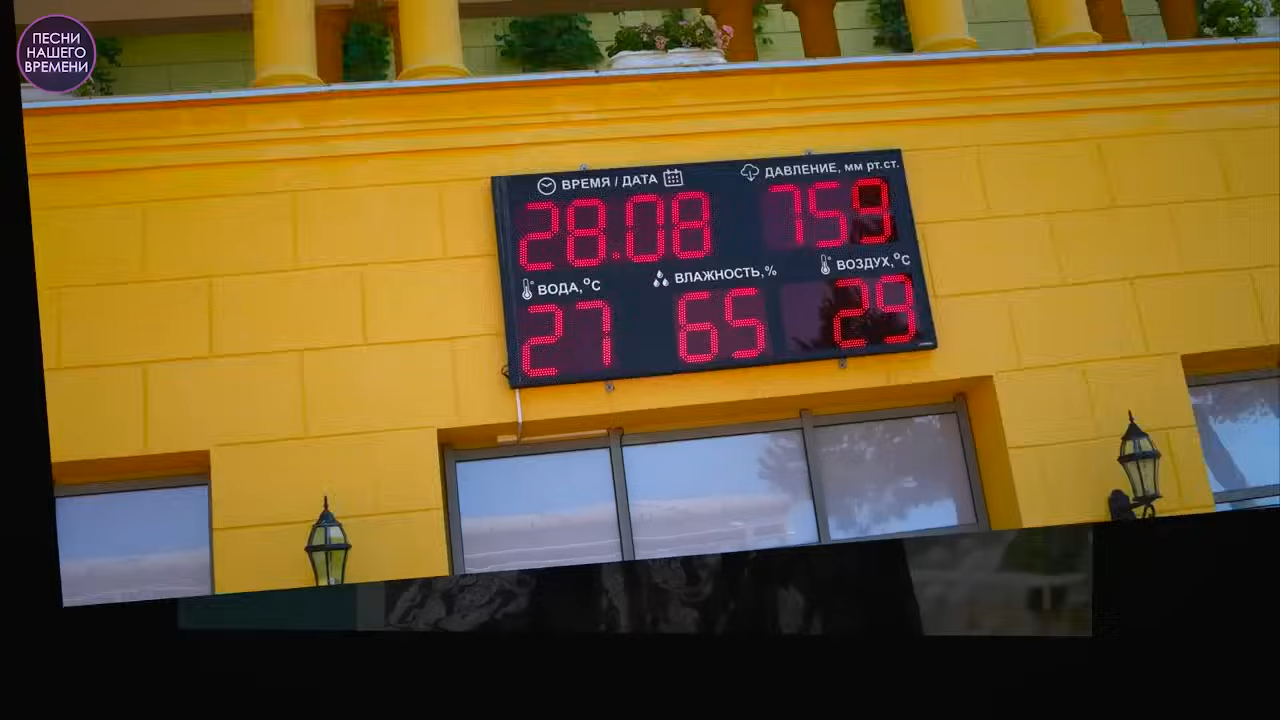 ПЕСНИ
НАШЕГО
ВРЕМЕНИ
ВРЕМЯ / ДАТА
ДАВЛЕНИЕ, мм рт.ст.
28.08
759
ВОДА,°C
ВЛАЖНОСТЬ,%
ВОЗДУХ,°C
27
65
29